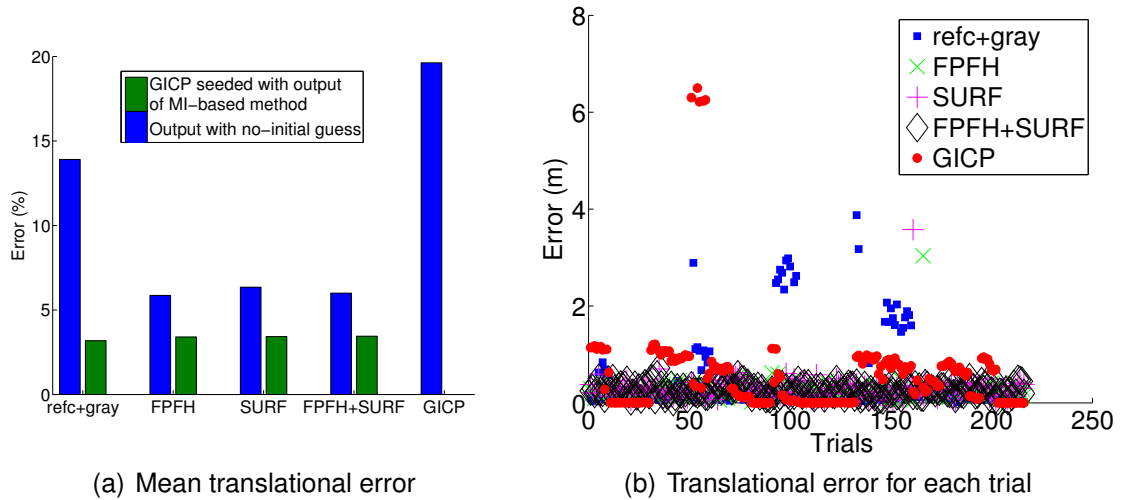 20
15
10
5
0
Error (%)
GICP seeded with output
of MI−based method
Output with no−initial guess
refc+gray FPFH SURF FPFH+SURF GICP
(a) Mean translational error
8
6
4
2
0
Error (m)
refc+gray
FPFH
SURF
FPFH+SURF
GICP
0 50 100 150 200 250
Trials
(b) Translational error for each trial